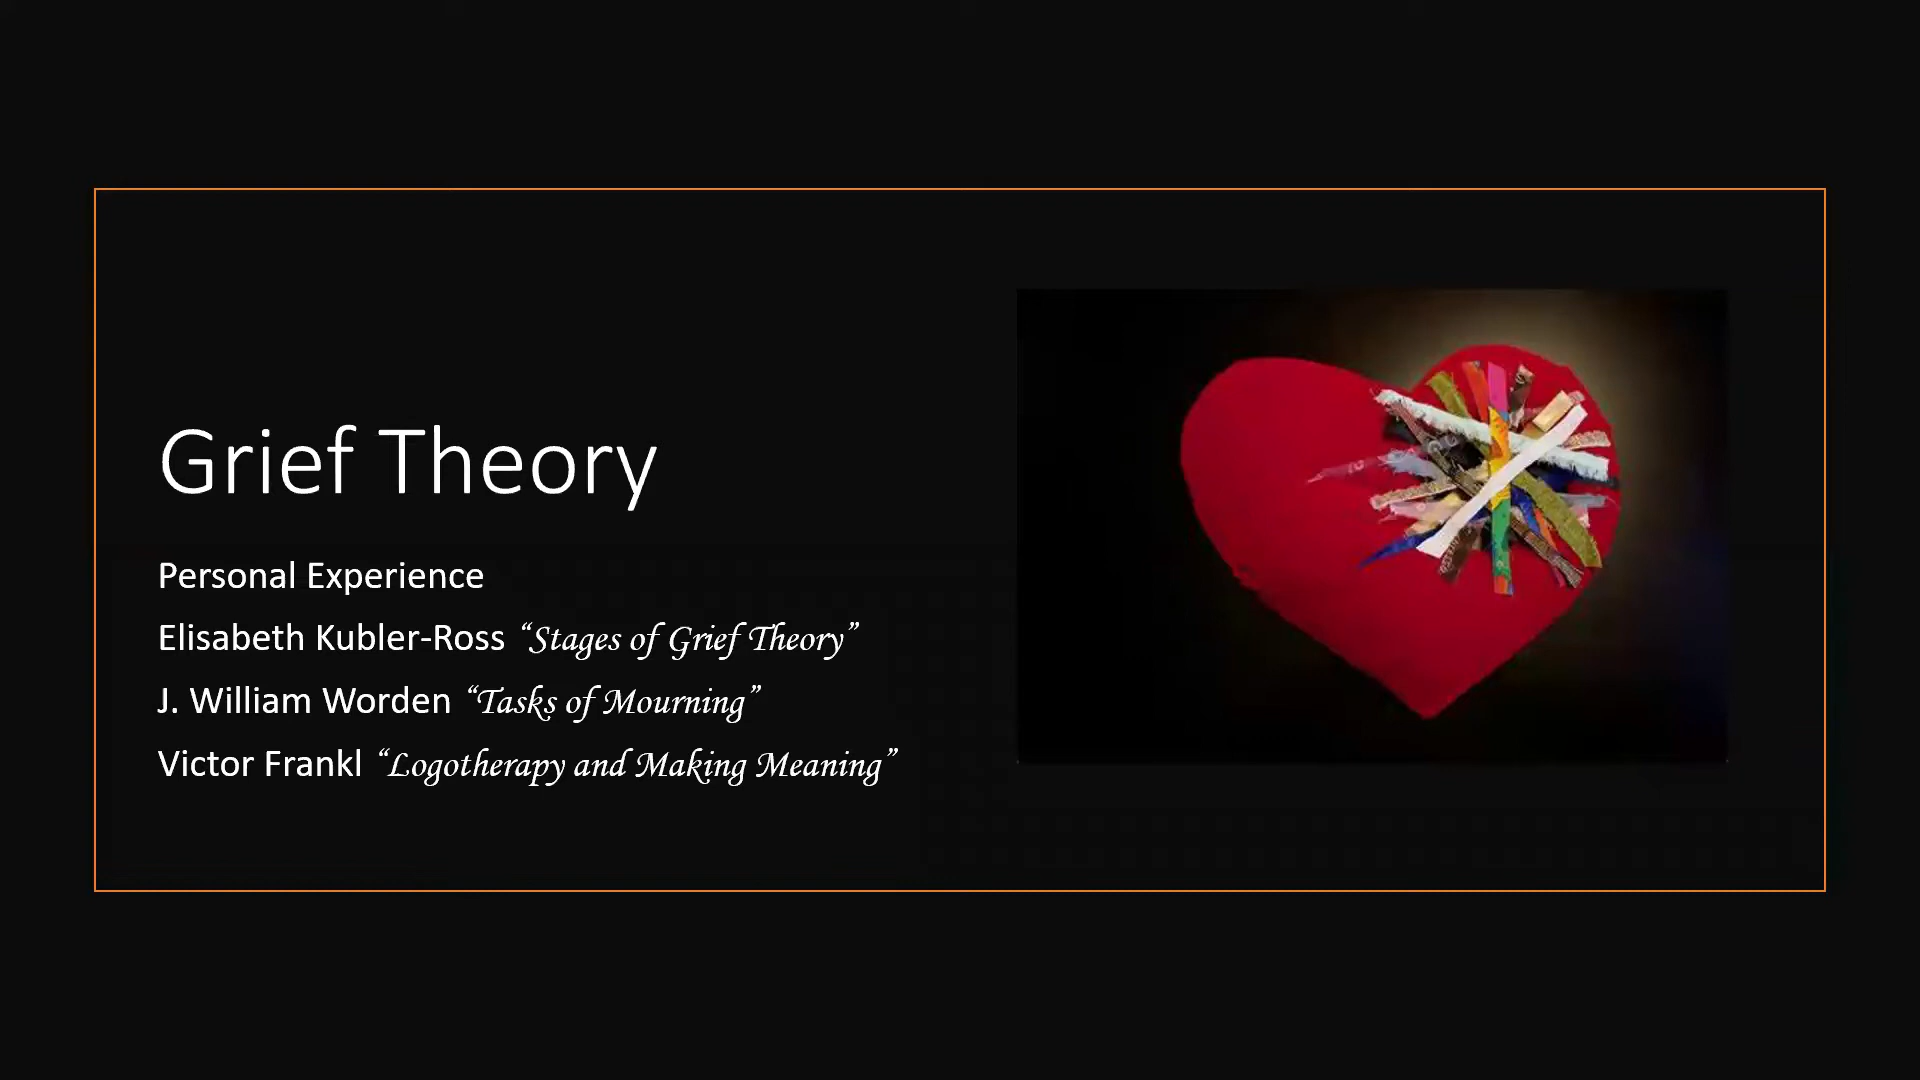 Grief Theory
Personal Experience
Elisabeth Kubler-Ross “Stages of Grief Theory”
J. William Worden “Tasks of Mourning”
Victor Frankl “Logotherapy and Making Meaning”